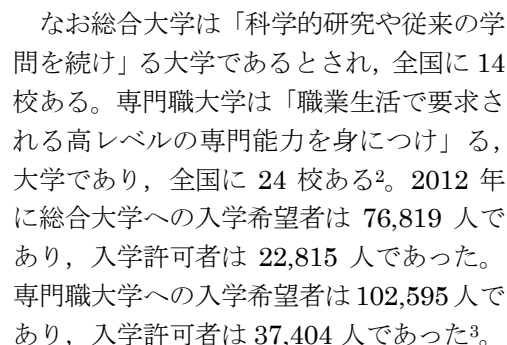 なお総合大学は「科学的研究や従来の学
問を続け」る大学であるとされ, 全国に 14
校ある。専門職大学は「職業生活で要求さ
れる高レベルの専門能力を身につけ」る,
大学であり，全国に 24 校ある²。2012 年
に総合大学への入学希望者は 76,819 人で
あり，入学許可者は 22,815 人であった。
専門職大学への入学希望者は 102,595 人で
あり，入学許可者は 37,404 人であった³。